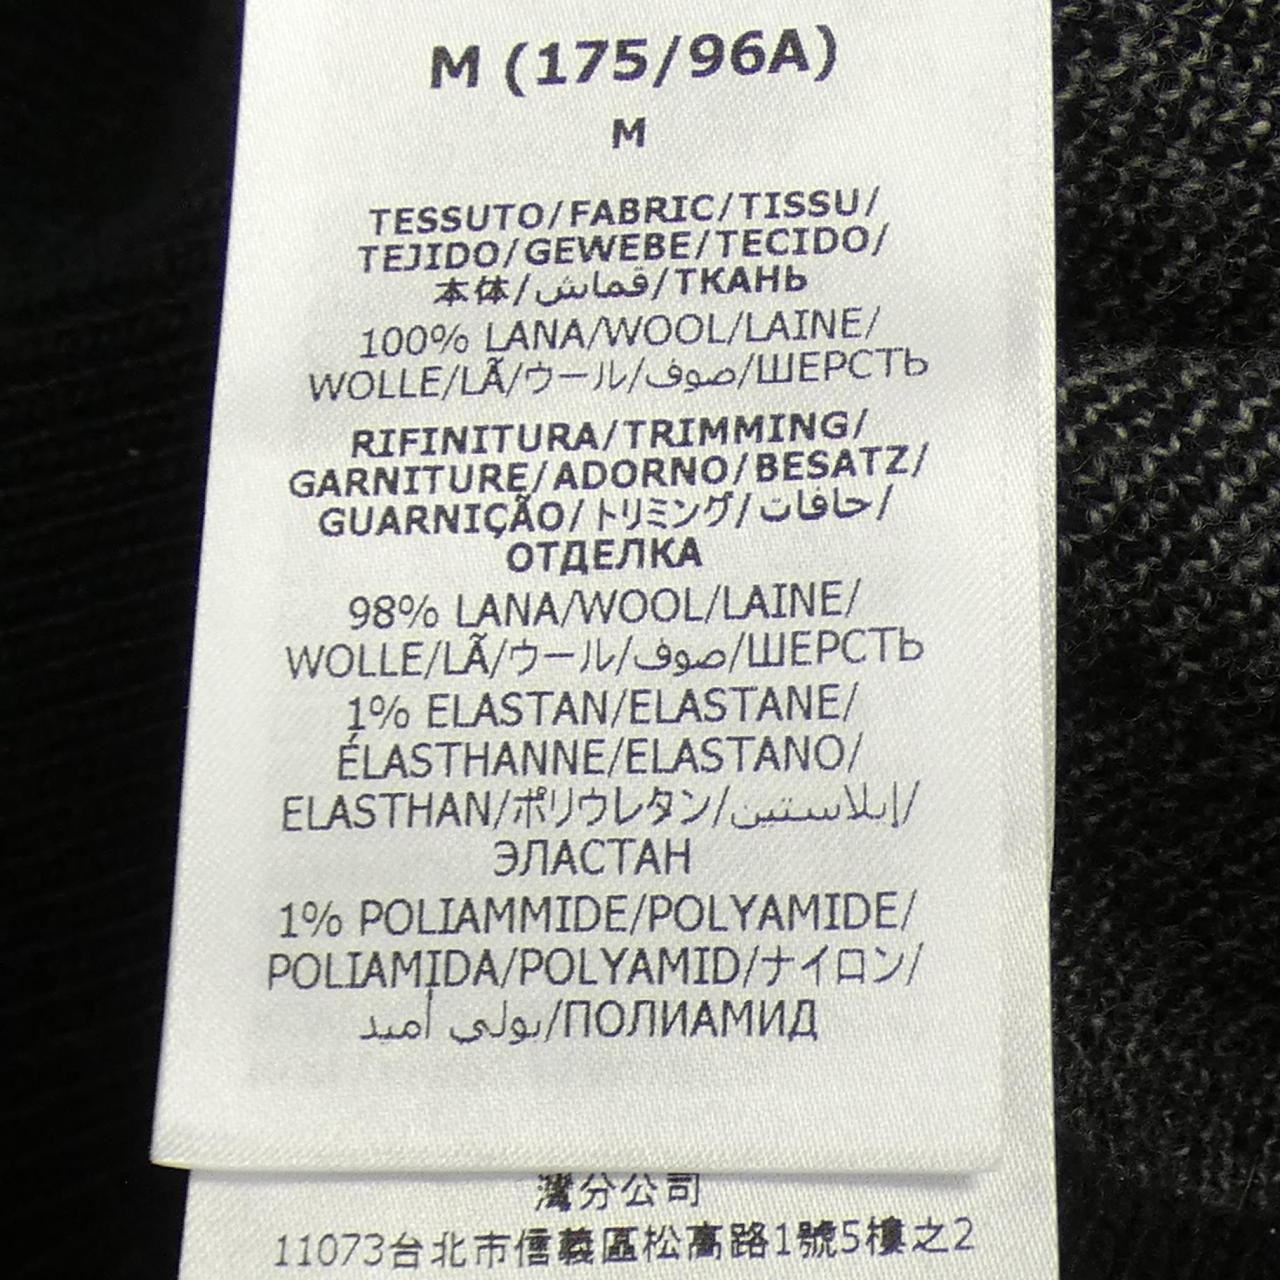 M (175/96A)
M
TESSUTO/FABRIC/TISSU/
TEJIDO/GEWEBE/TECIDO/
本体/قماش/ТКАНЬ
100% LANA/WOOL/LAINE/
WOLLE/LÃ/ウール/صوف/ШЕРСТЬ
RIFINITURA/TRIMMING/
GARNITURE/ADORNO/BESATZ/
GUARNIÇÃO/トリミング/حافات/
ОТДЕЛКА
98% LANA/WOOL/LAINE/
WOLLE/LÃ/ウール/صوف/ШЕРСТЬ
1% ELASTAN/ELASTANE/
ÉLASTHANNE/ELASTANO/
ELASTHAN/ポリウレタン/إيلاستين/
ЭЛАСТАН
1% POLIAMMIDE/POLYAMIDE/
POLIAMIDA/POLYAMID/ナイロン/
بولي أميد/ПОЛИАМИД
灣分公司
11073台北市信義區松高路1號5樓之2